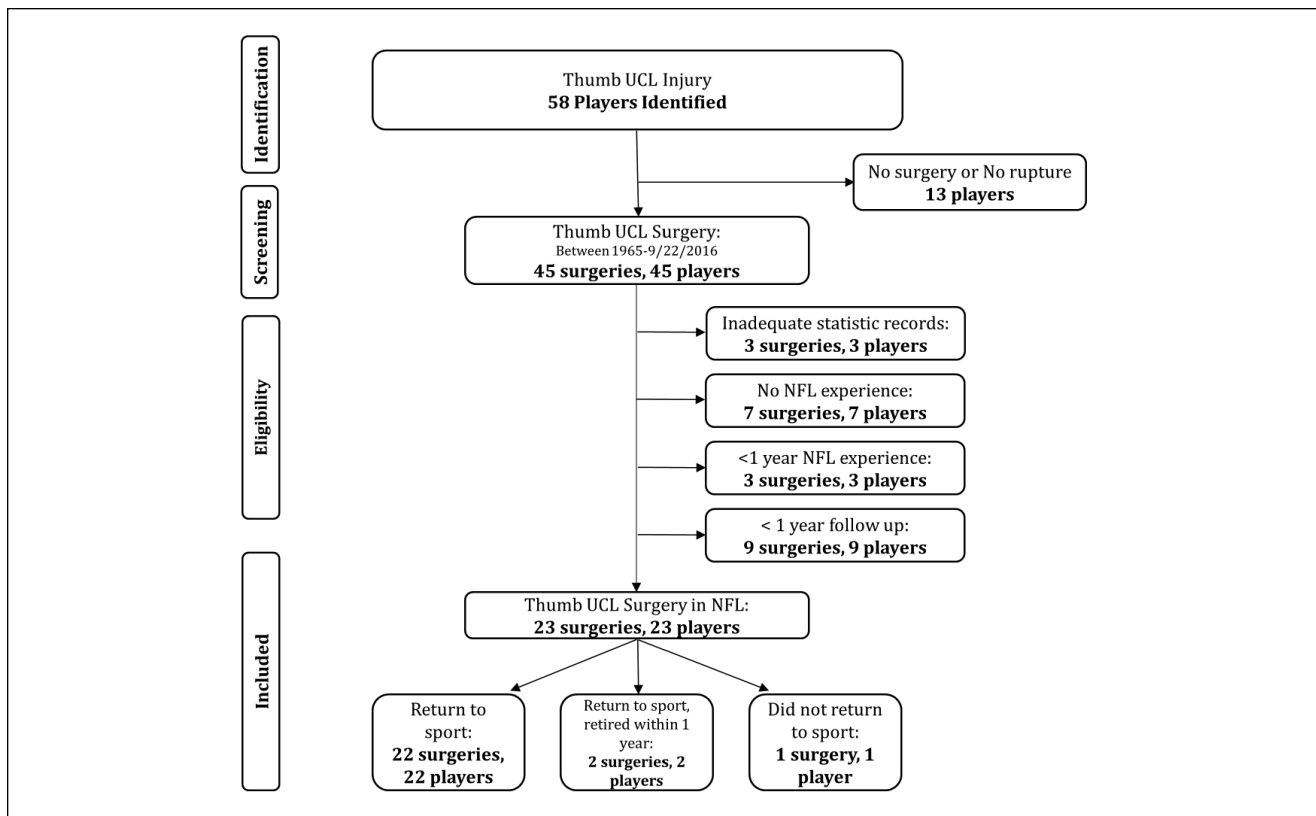 Identification
Thumb UCL Injury
58 Players Identified
No surgery or No rupture
13 players
Screening
Thumb UCL Surgery:
Between 1965-9/22/2016
45 surgeries, 45 players
Eligibility
Inadequate statistic records:
3 surgeries, 3 players
No NFL experience:
7 surgeries, 7 players
<1 year NFL experience:
3 surgeries, 3 players
< 1 year follow up:
9 surgeries, 9 players
Included
Thumb UCL Surgery in NFL:
23 surgeries, 23 players
Return to
sport:
22 surgeries,
22 players
Return to sport,
retired within 1
year:
2 surgeries, 2
players
Did not return
to sport:
1 surgery, 1
player